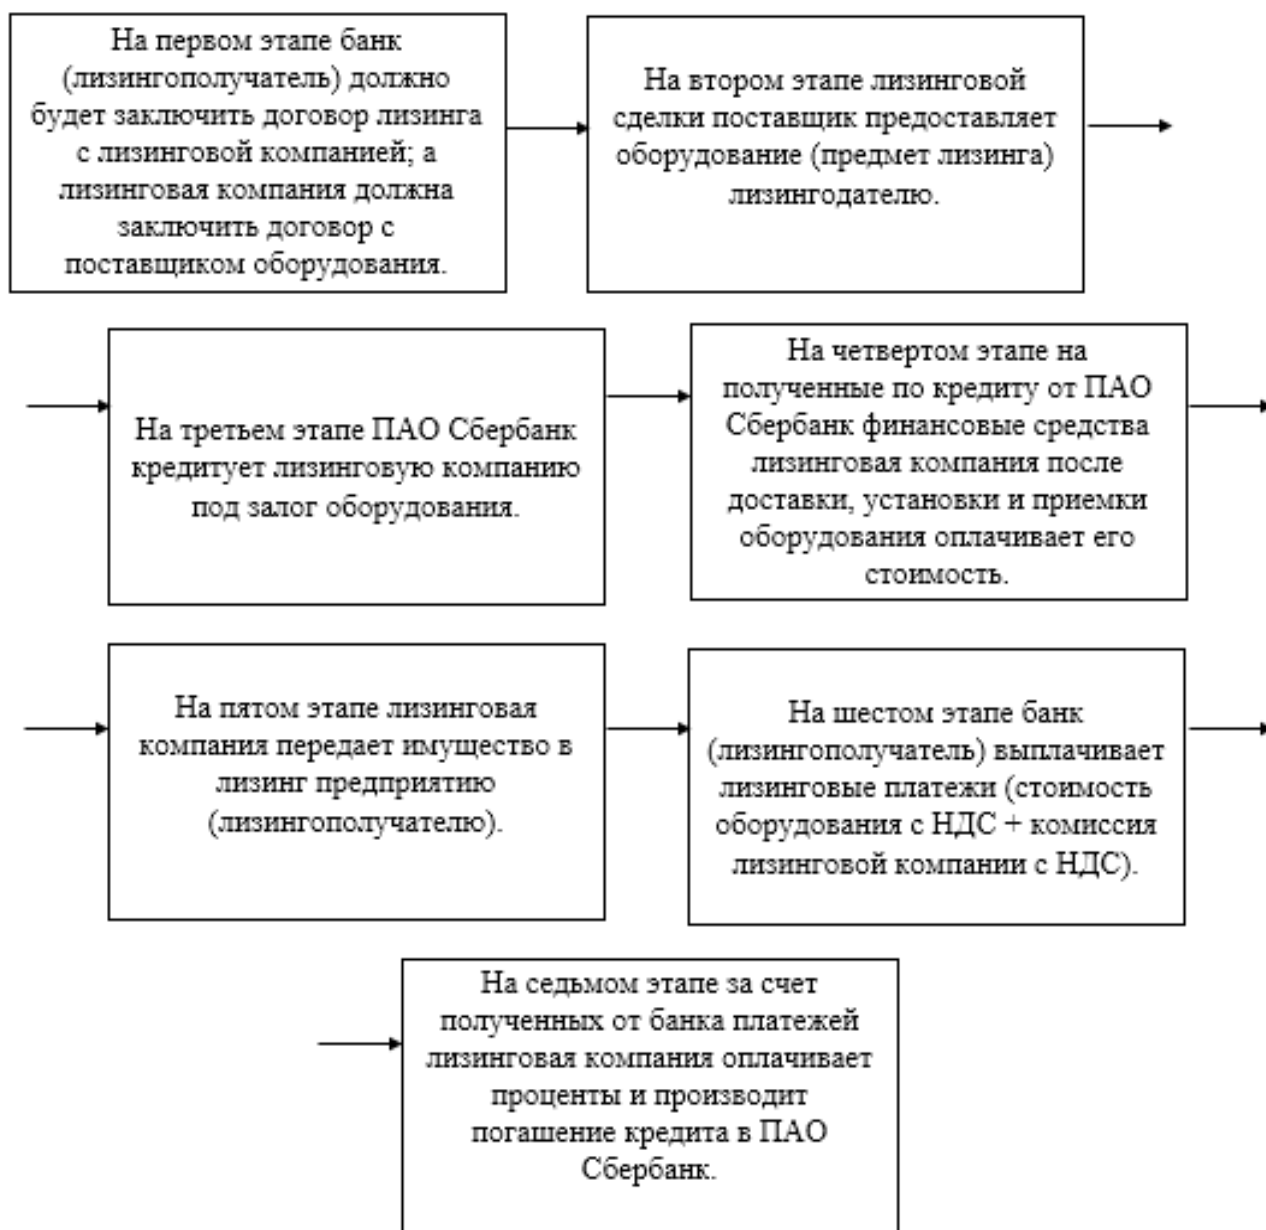 На первом этапе банк
(лизингополучатель) должно
будет заключить договор лизинга
с лизинговой компанией; а
лизинговая компания должна
заключить договор с
поставщиком оборудования.
На втором этапе лизинговой
сделки поставщик предоставляет
оборудование (предмет лизинга)
лизингодателю.
На третьем этапе ПАО Сбербанк
кредитует лизинговую компанию
под залог оборудования.
На четвертом этапе на
полученные по кредиту от ПАО
Сбербанк финансовые средства
лизинговая компания после
доставки, установки и приемки
оборудования оплачивает его
стоимость.
На пятом этапе лизинговая
компания передает имущество в
лизинг предприятию
(лизингополучателю).
На шестом этапе банк
(лизингополучатель) выплачивает
лизинговые платежи (стоимость
оборудования с НДС + комиссия
лизинговой компании с НДС).
На седьмом этапе за счет
полученных от банка платежей
лизинговая компания оплачивает
проценты и производит
погашение кредита в ПАО
Сбербанк.